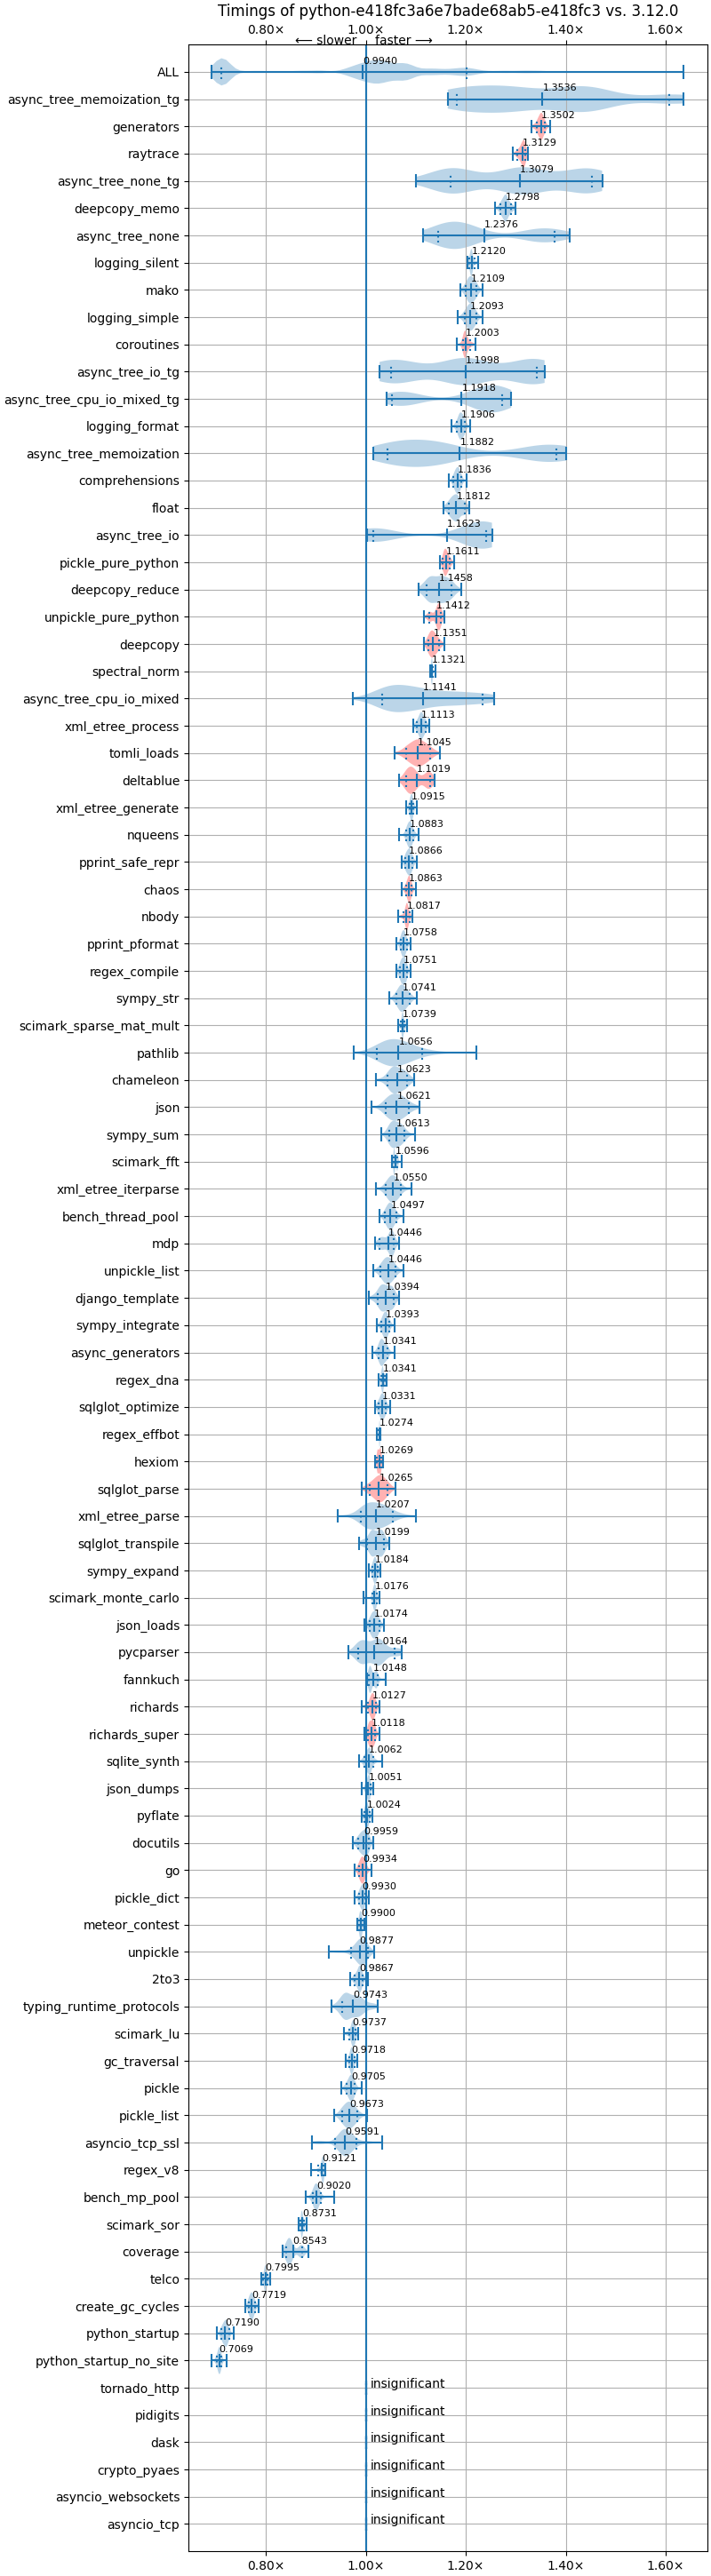 Timings of python-e418fc3a6e7bade68ab5-e418fc3 vs. 3.12.0
0.80× 1.00× 1.20× 1.40× 1.60×
⟵ slower faster ⟶
ALL 0.9940
async_tree_memoization_tg 1.3536
generators 1.3502
raytrace 1.3129
async_tree_none_tg 1.3079
deepcopy_memo 1.2798
async_tree_none 1.2376
logging_silent 1.2120
mako 1.2109
logging_simple 1.2093
coroutines 1.2003
async_tree_io_tg 1.1998
async_tree_cpu_io_mixed_tg 1.1918
logging_format 1.1906
async_tree_memoization 1.1882
comprehensions 1.1836
float 1.1812
async_tree_io 1.1623
pickle_pure_python 1.1611
deepcopy_reduce 1.1458
unpickle_pure_python 1.1412
deepcopy 1.1351
spectral_norm 1.1321
async_tree_cpu_io_mixed 1.1141
xml_etree_process 1.1113
tomli_loads 1.1045
deltablue 1.1019
xml_etree_generate 1.0915
nqueens 1.0883
pprint_safe_repr 1.0866
chaos 1.0863
nbody 1.0817
pprint_pformat 1.0758
regex_compile 1.0751
sympy_str 1.0741
scimark_sparse_mat_mult 1.0739
pathlib 1.0656
chameleon 1.0623
json 1.0621
sympy_sum 1.0613
scimark_fft 1.0596
xml_etree_iterparse 1.0550
bench_thread_pool 1.0497
mdp 1.0446
unpickle_list 1.0446
django_template 1.0394
sympy_integrate 1.0393
async_generators 1.0341
regex_dna 1.0341
sqlglot_optimize 1.0331
regex_effbot 1.0274
hexiom 1.0269
sqlglot_parse 1.0265
xml_etree_parse 1.0207
sqlglot_transpile 1.0199
sympy_expand 1.0184
scimark_monte_carlo 1.0176
json_loads 1.0174
pycparser 1.0164
fannkuch 1.0148
richards 1.0127
richards_super 1.0118
sqlite_synth 1.0062
json_dumps 1.0051
pyflate 1.0024
docutils 0.9959
go 0.9934
pickle_dict 0.9930
meteor_contest 0.9900
unpickle 0.9877
2to3 0.9867
typing_runtime_protocols 0.9743
scimark_lu 0.9737
gc_traversal 0.9718
pickle 0.9705
pickle_list 0.9673
asyncio_tcp_ssl 0.9591
regex_v8 0.9121
bench_mp_pool 0.9020
scimark_sor 0.8731
coverage 0.8543
telco 0.7995
create_gc_cycles 0.7719
python_startup 0.7190
python_startup_no_site 0.7069
tornado_http insignificant
pidigits insignificant
dask insignificant
crypto_pyaes insignificant
asyncio_websockets insignificant
asyncio_tcp insignificant
0.80× 1.00× 1.20× 1.40× 1.60×